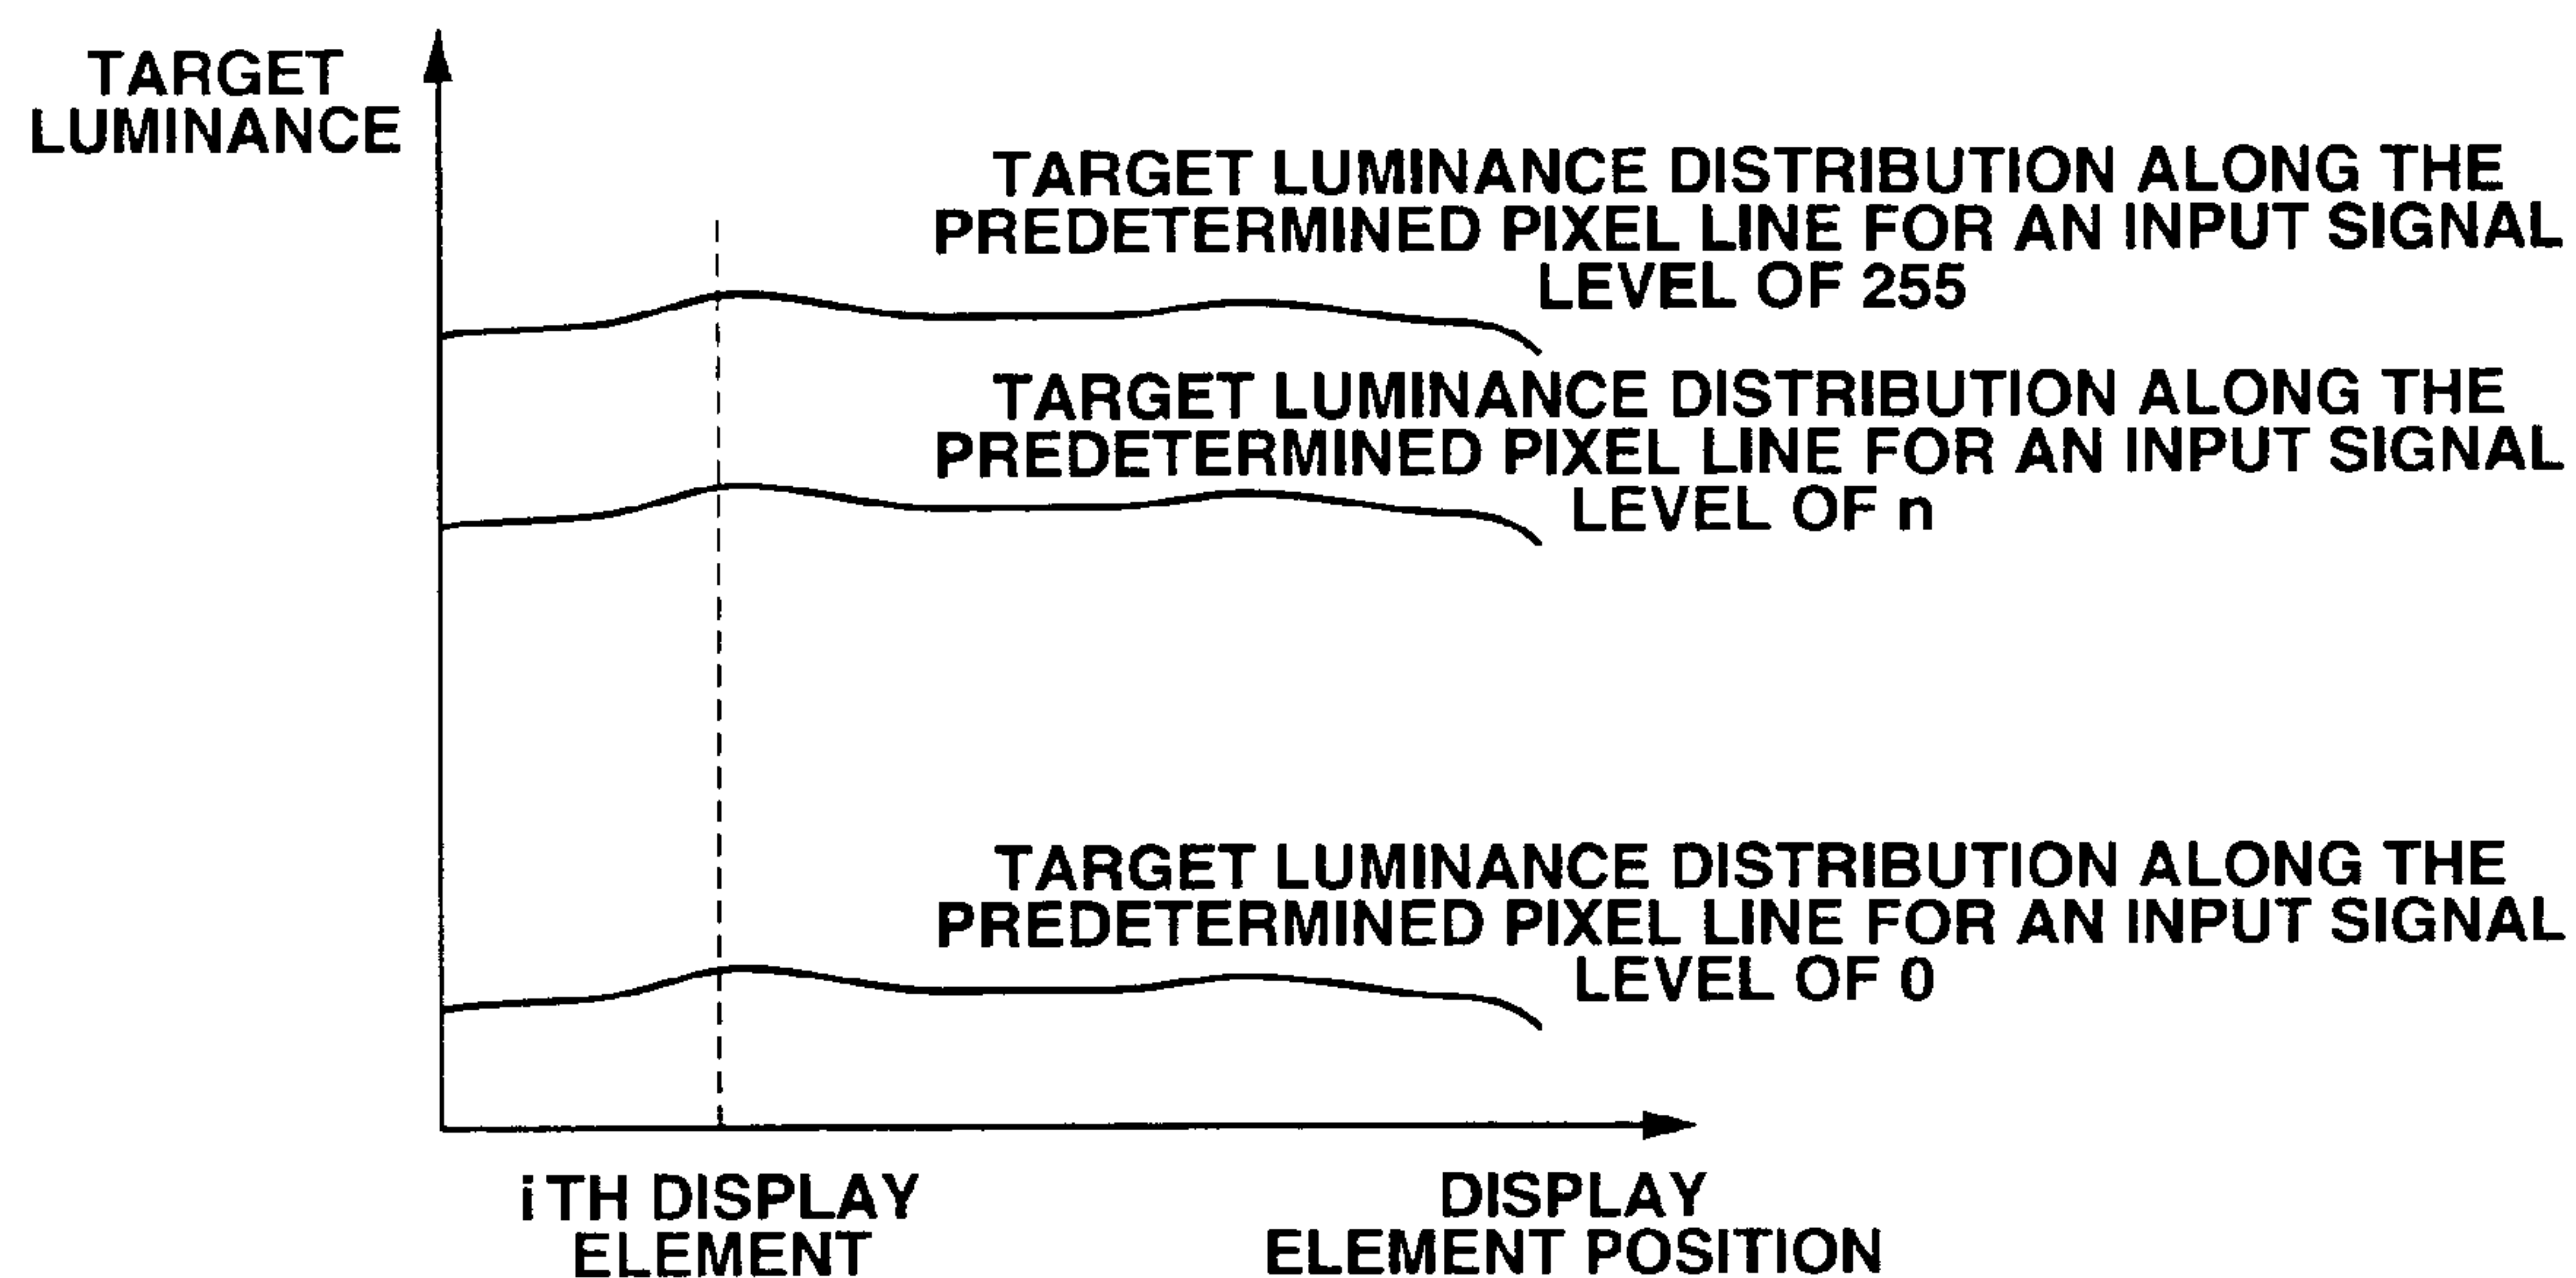 TARGET
LUMINANCE
TARGET LUMINANCE DISTRIBUTION ALONG THE
PREDETERMINED PIXEL LINE FOR AN INPUT SIGNAL
LEVEL OF 255
TARGET LUMINANCE DISTRIBUTION ALONG THE
PREDETERMINED PIXEL LINE FOR AN INPUT SIGNAL
LEVEL OF n
TARGET LUMINANCE DISTRIBUTION ALONG THE
PREDETERMINED PIXEL LINE FOR AN INPUT SIGNAL
LEVEL OF 0
i TH DISPLAY
ELEMENT
DISPLAY
ELEMENT POSITION